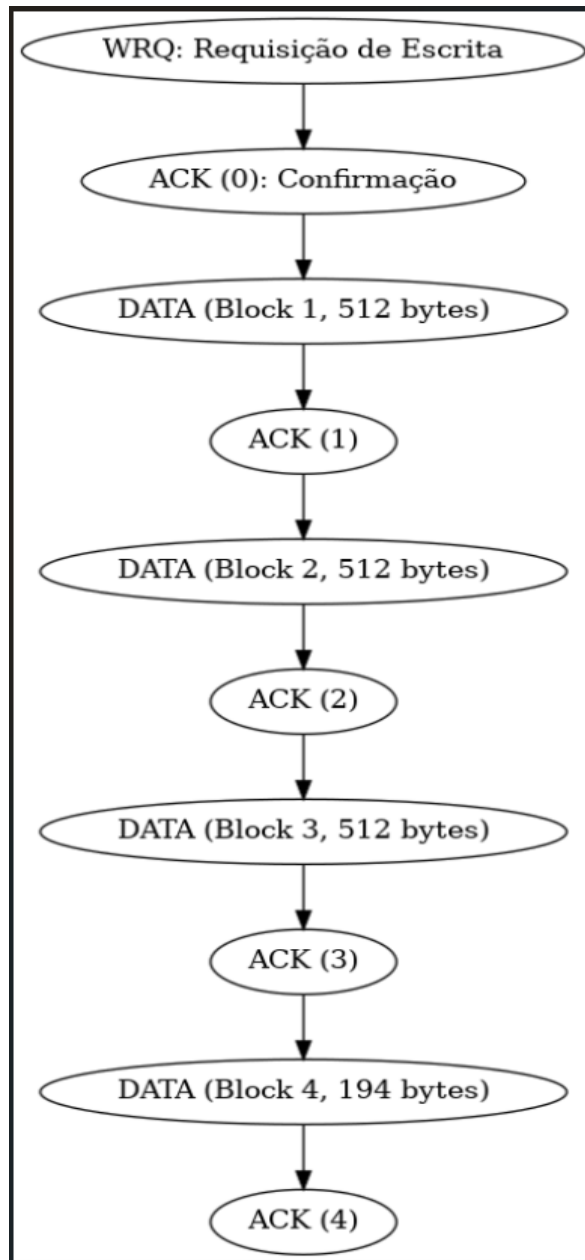 WRQ: Requisição de Escrita
ACK (0): Confirmação
DATA (Block 1, 512 bytes)
ACK (1)
DATA (Block 2, 512 bytes)
ACK (2)
DATA (Block 3, 512 bytes)
ACK (3)
DATA (Block 4, 194 bytes)
ACK (4)